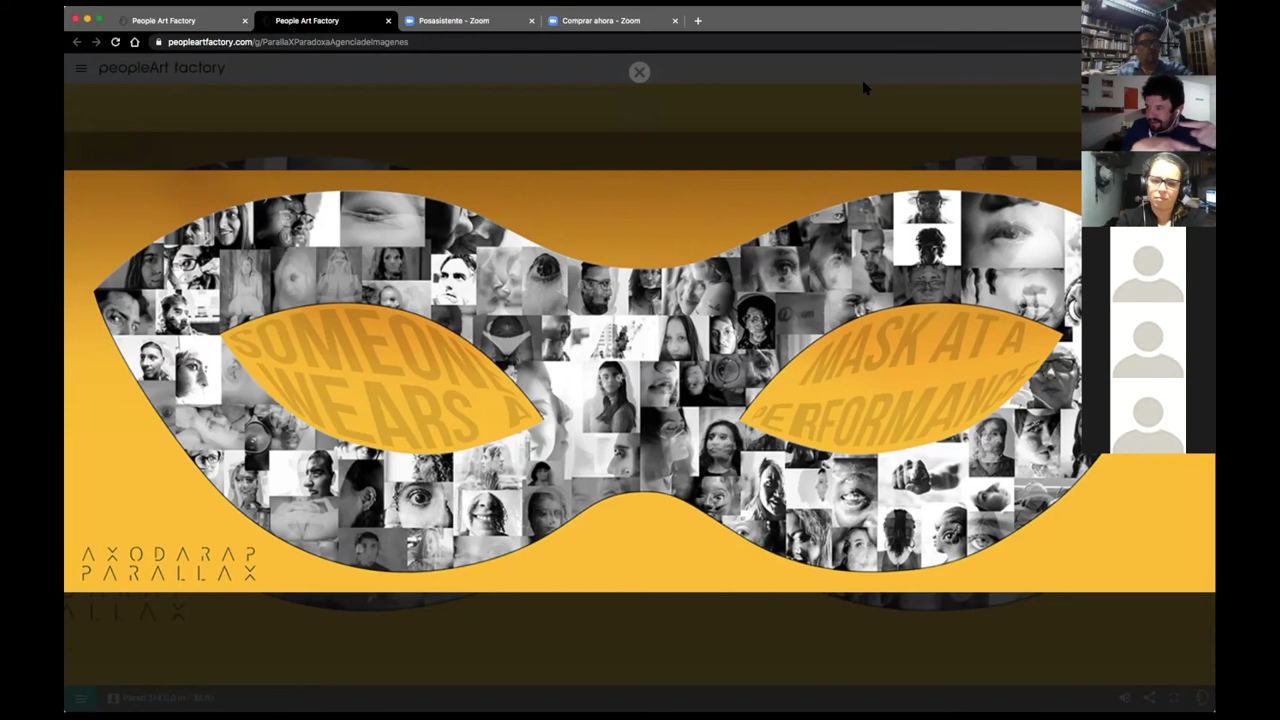 People Art Factory
People Art Factory
Posasistente - Zoom
Comprar ahora - Zoom
peopleartfactory.com/g/ParallaXParadoxaAgenciadeImagenes
peopleArt factory
SOMEONE
WEARS A
MASK AT A
PERFORMANCE
AXODARAP
PARALLAX
ALLAX